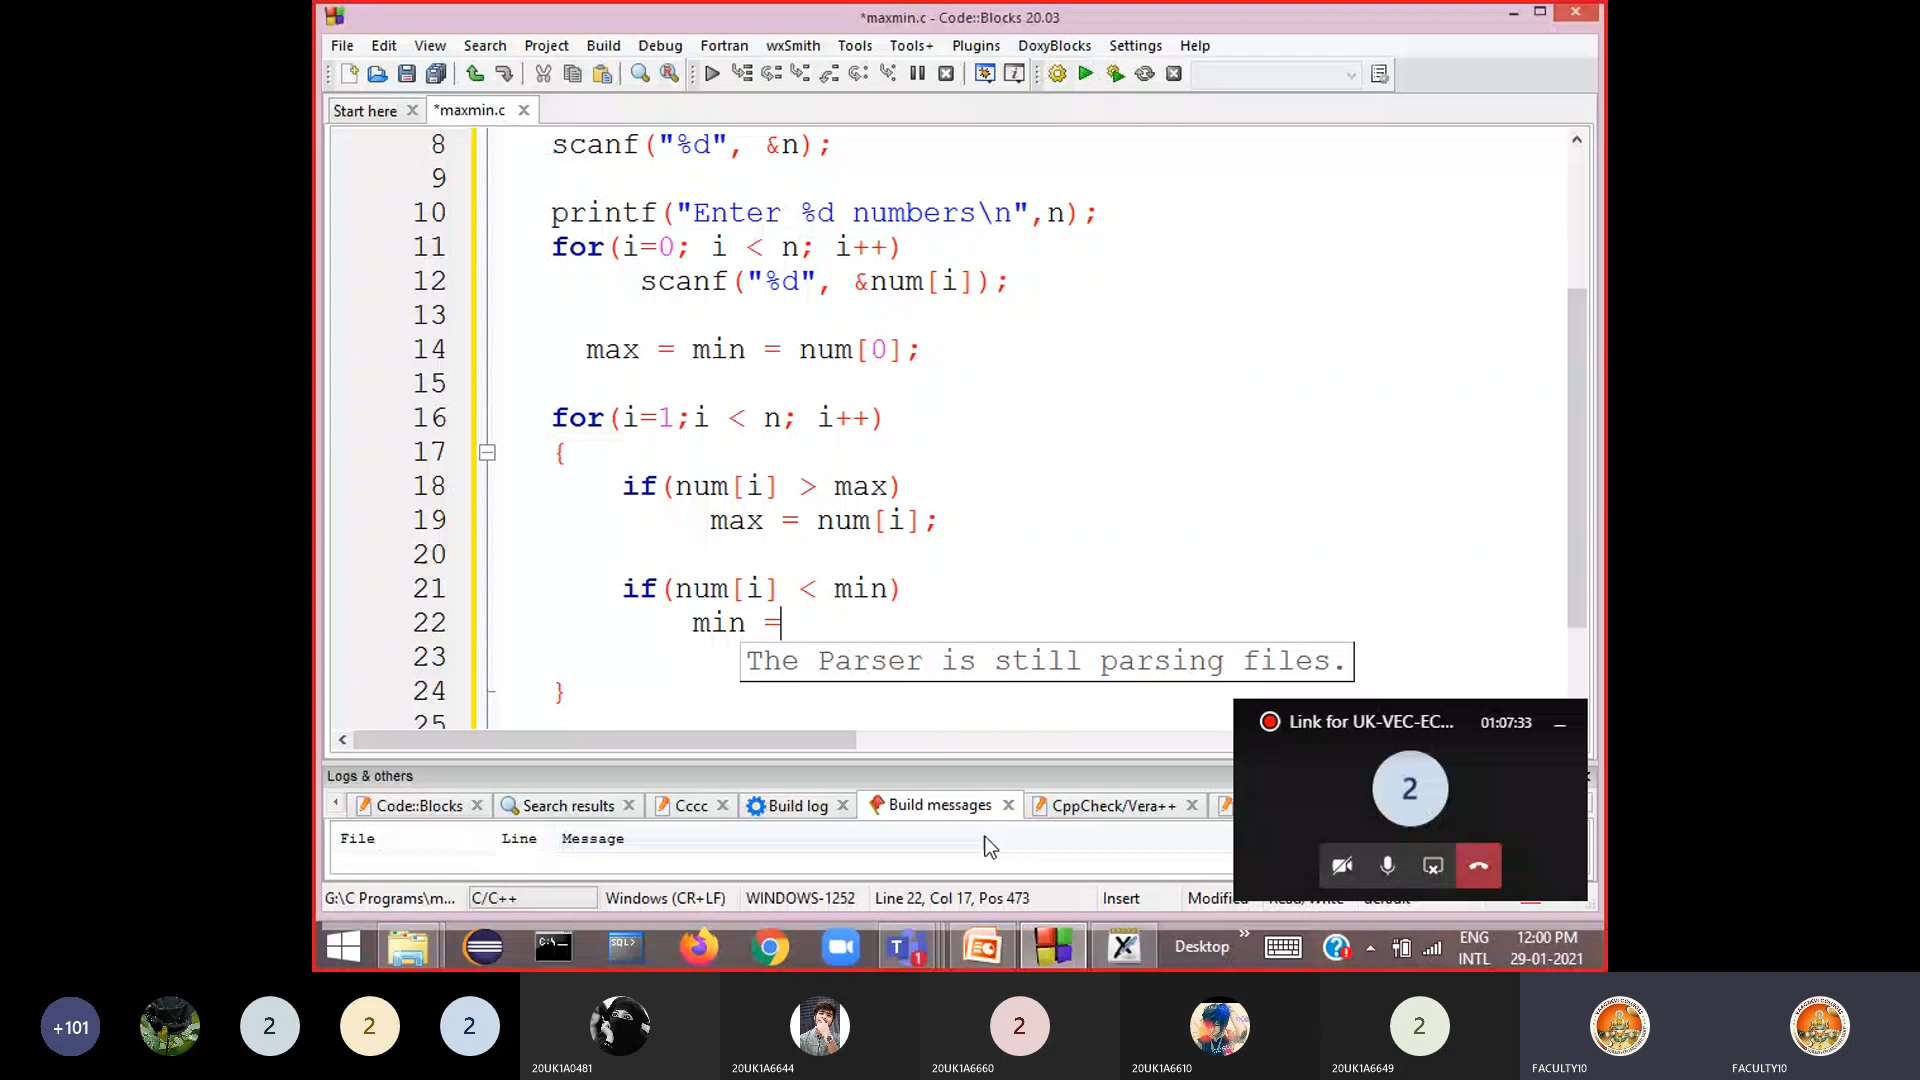 *maxmin.c - Code::Blocks 20.03
File Edit View Search Project Build Debug Fortran wxSmith Tools Tools+ Plugins DoxyBlocks Settings Help
Start here *maxmin.c
8 scanf("%d", &n);
9
10 printf("Enter %d numbers\n",n);
11 for(i=0; i < n; i++)
12 scanf("%d", &num[i]);
13
14 max = min = num[0];
15
16 for(i=1;i < n; i++)
17 {
18 if(num[i] > max)
19 max = num[i];
20
21 if(num[i] < min)
22 min =
23 The Parser is still parsing files.
24 }
25
Link for UK-VEC-EC... 01:07:33
2
Logs & others
Code::Blocks Search results Cccc Build log Build messages CppCheck/Vera++
File Line Message
G:\C Programs\m... C/C++ Windows (CR+LF) WINDOWS-1252 Line 22, Col 17, Pos 473 Insert Modified
Desktop ENG 12:00 PM
INTL 29-01-2021
+101 2 2 2 2 2
20UK1A0481 20UK1A6644 20UK1A6660 20UK1A6610 20UK1A6649 FACULTY10 FACULTY10